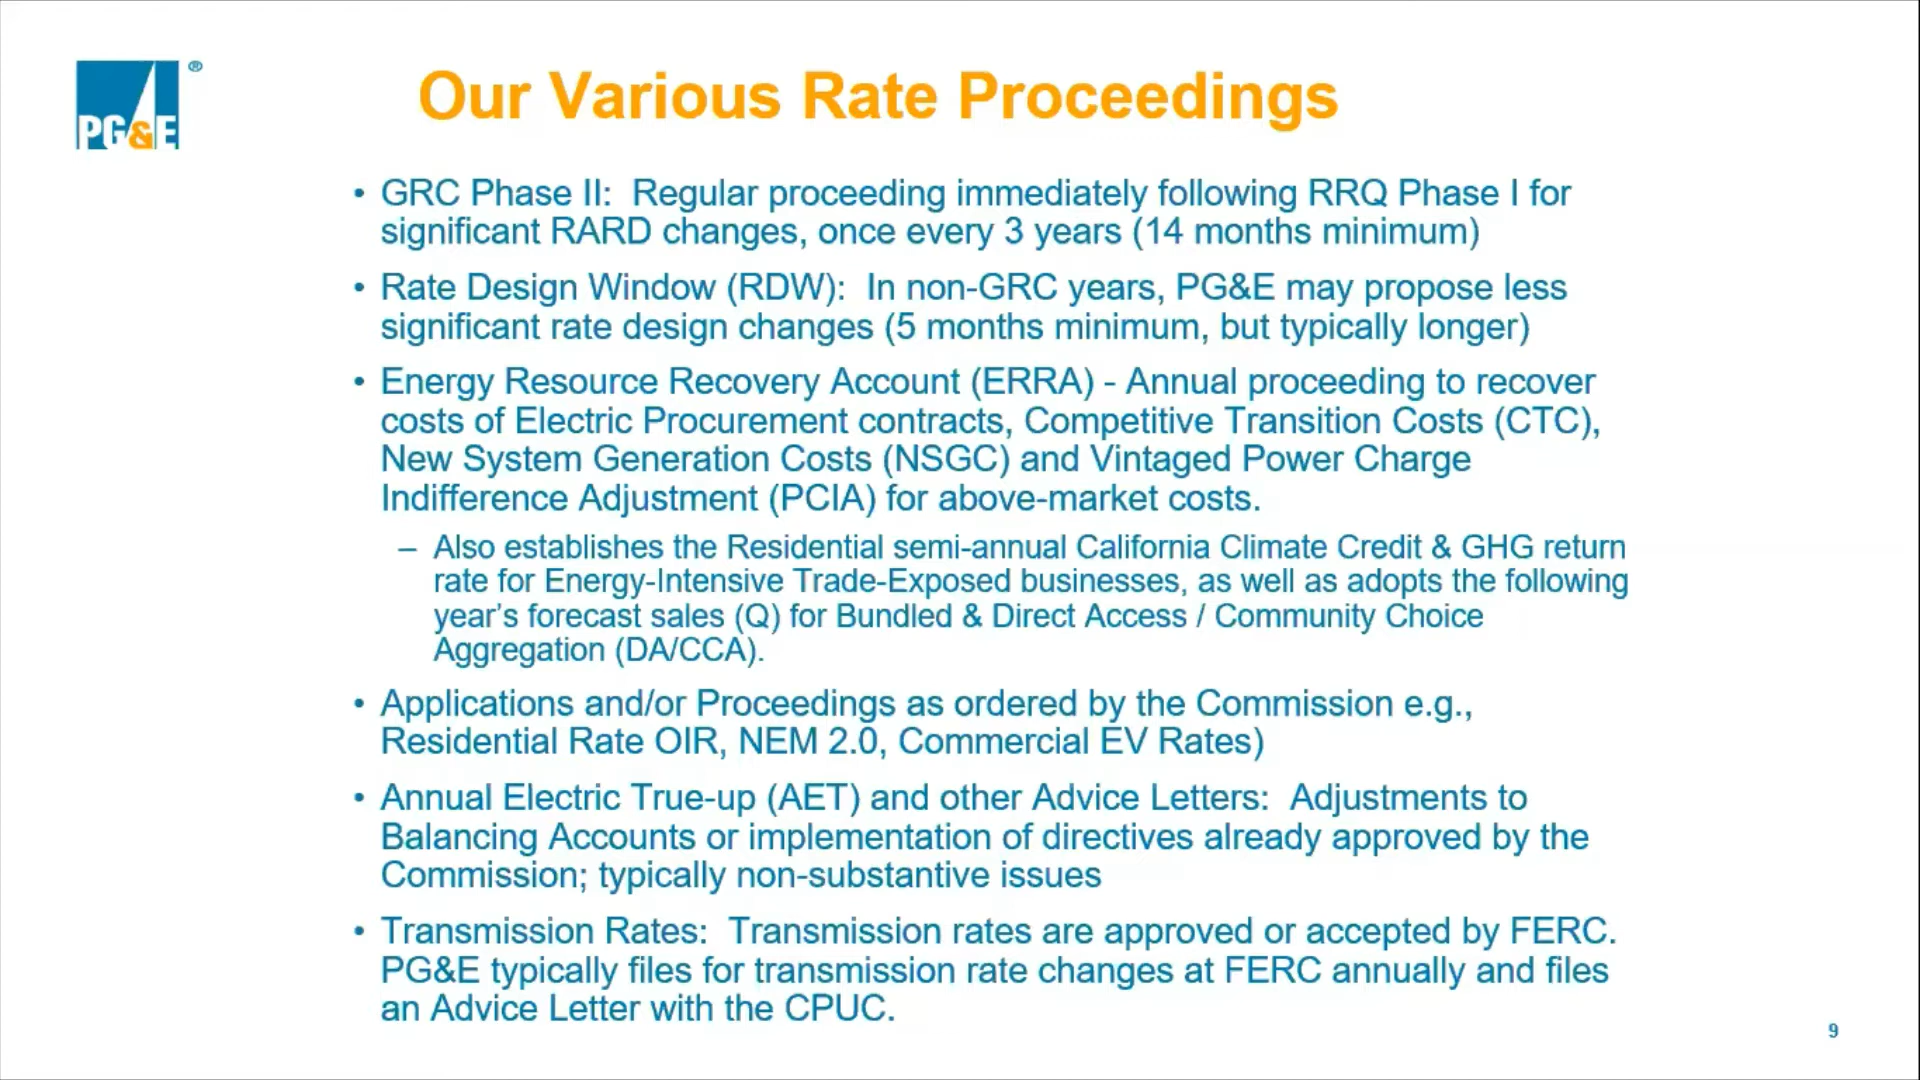 PG&E®
Our Various Rate Proceedings
• GRC Phase II:  Regular proceeding immediately following RRQ Phase I for
significant RARD changes, once every 3 years (14 months minimum)
• Rate Design Window (RDW):  In non-GRC years, PG&E may propose less
significant rate design changes (5 months minimum, but typically longer)
• Energy Resource Recovery Account (ERRA) - Annual proceeding to recover
costs of Electric Procurement contracts, Competitive Transition Costs (CTC),
New System Generation Costs (NSGC) and Vintaged Power Charge
Indifference Adjustment (PCIA) for above-market costs.
– Also establishes the Residential semi-annual California Climate Credit & GHG return
rate for Energy-Intensive Trade-Exposed businesses, as well as adopts the following
year's forecast sales (Q) for Bundled & Direct Access / Community Choice
Aggregation (DA/CCA).
• Applications and/or Proceedings as ordered by the Commission e.g.,
Residential Rate OIR, NEM 2.0, Commercial EV Rates)
• Annual Electric True-up (AET) and other Advice Letters:  Adjustments to
Balancing Accounts or implementation of directives already approved by the
Commission; typically non-substantive issues
• Transmission Rates:  Transmission rates are approved or accepted by FERC.
PG&E typically files for transmission rate changes at FERC annually and files
an Advice Letter with the CPUC.
9